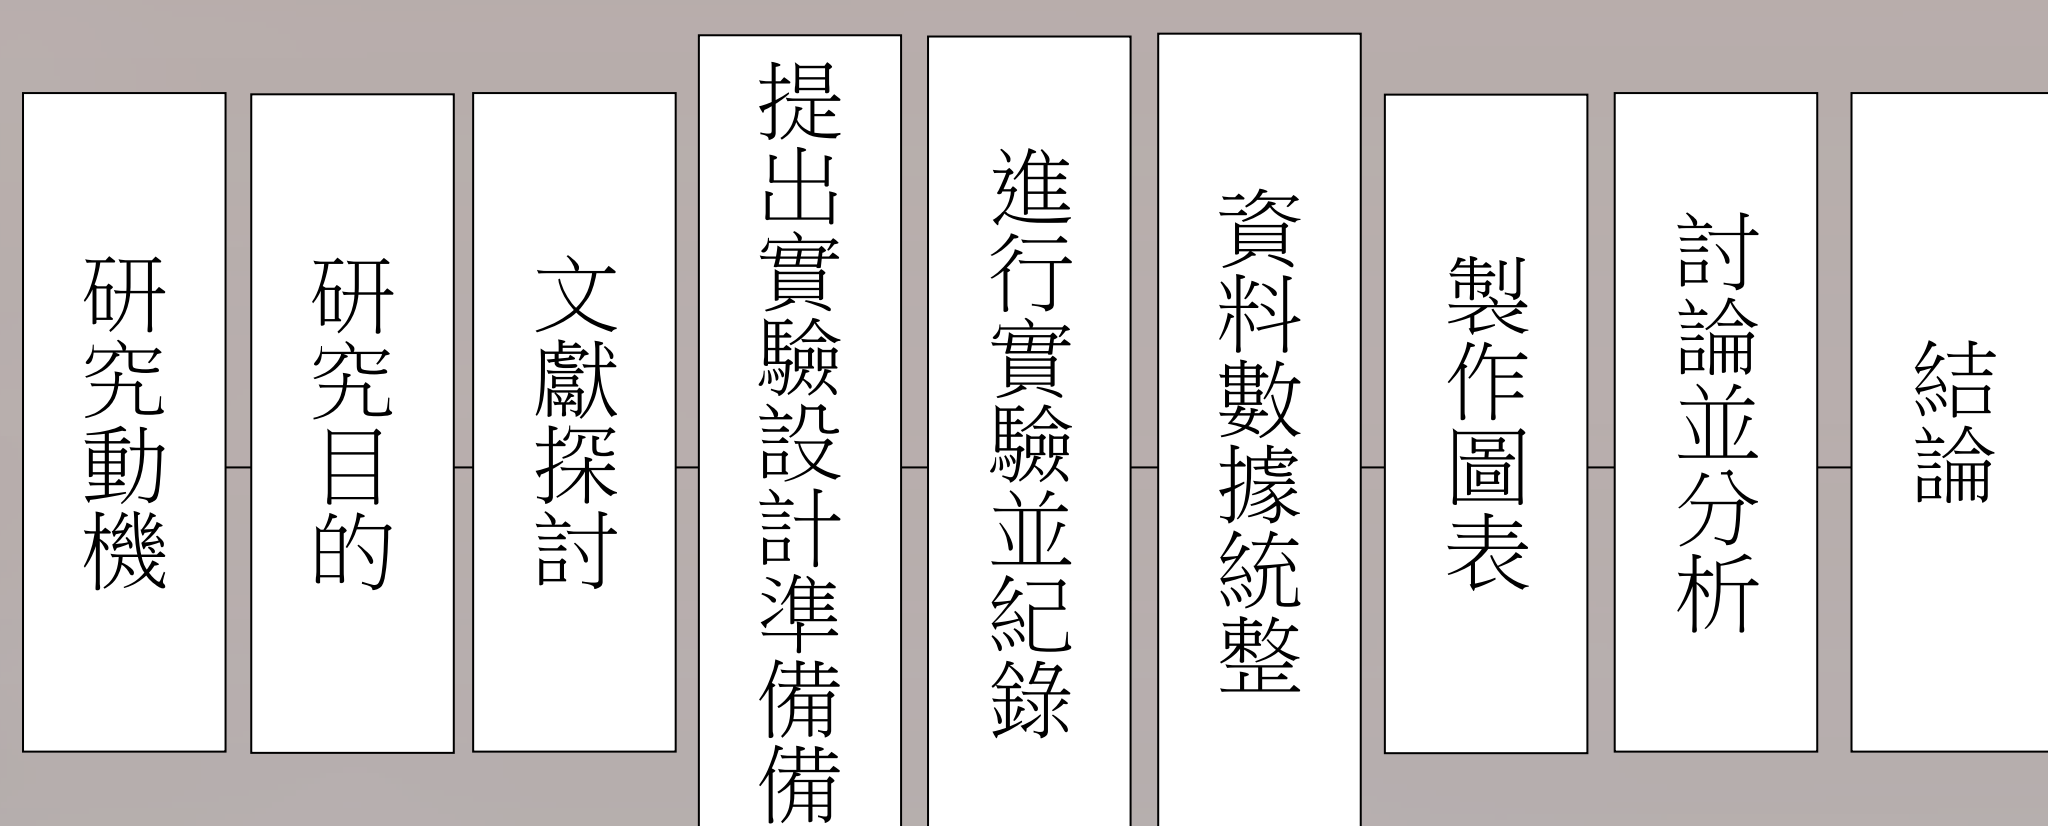 研究動機
研究目的
文獻探討
提出實驗設計準備備
進行實驗並紀錄
資料數據統整
製作圖表
討論並分析
結論